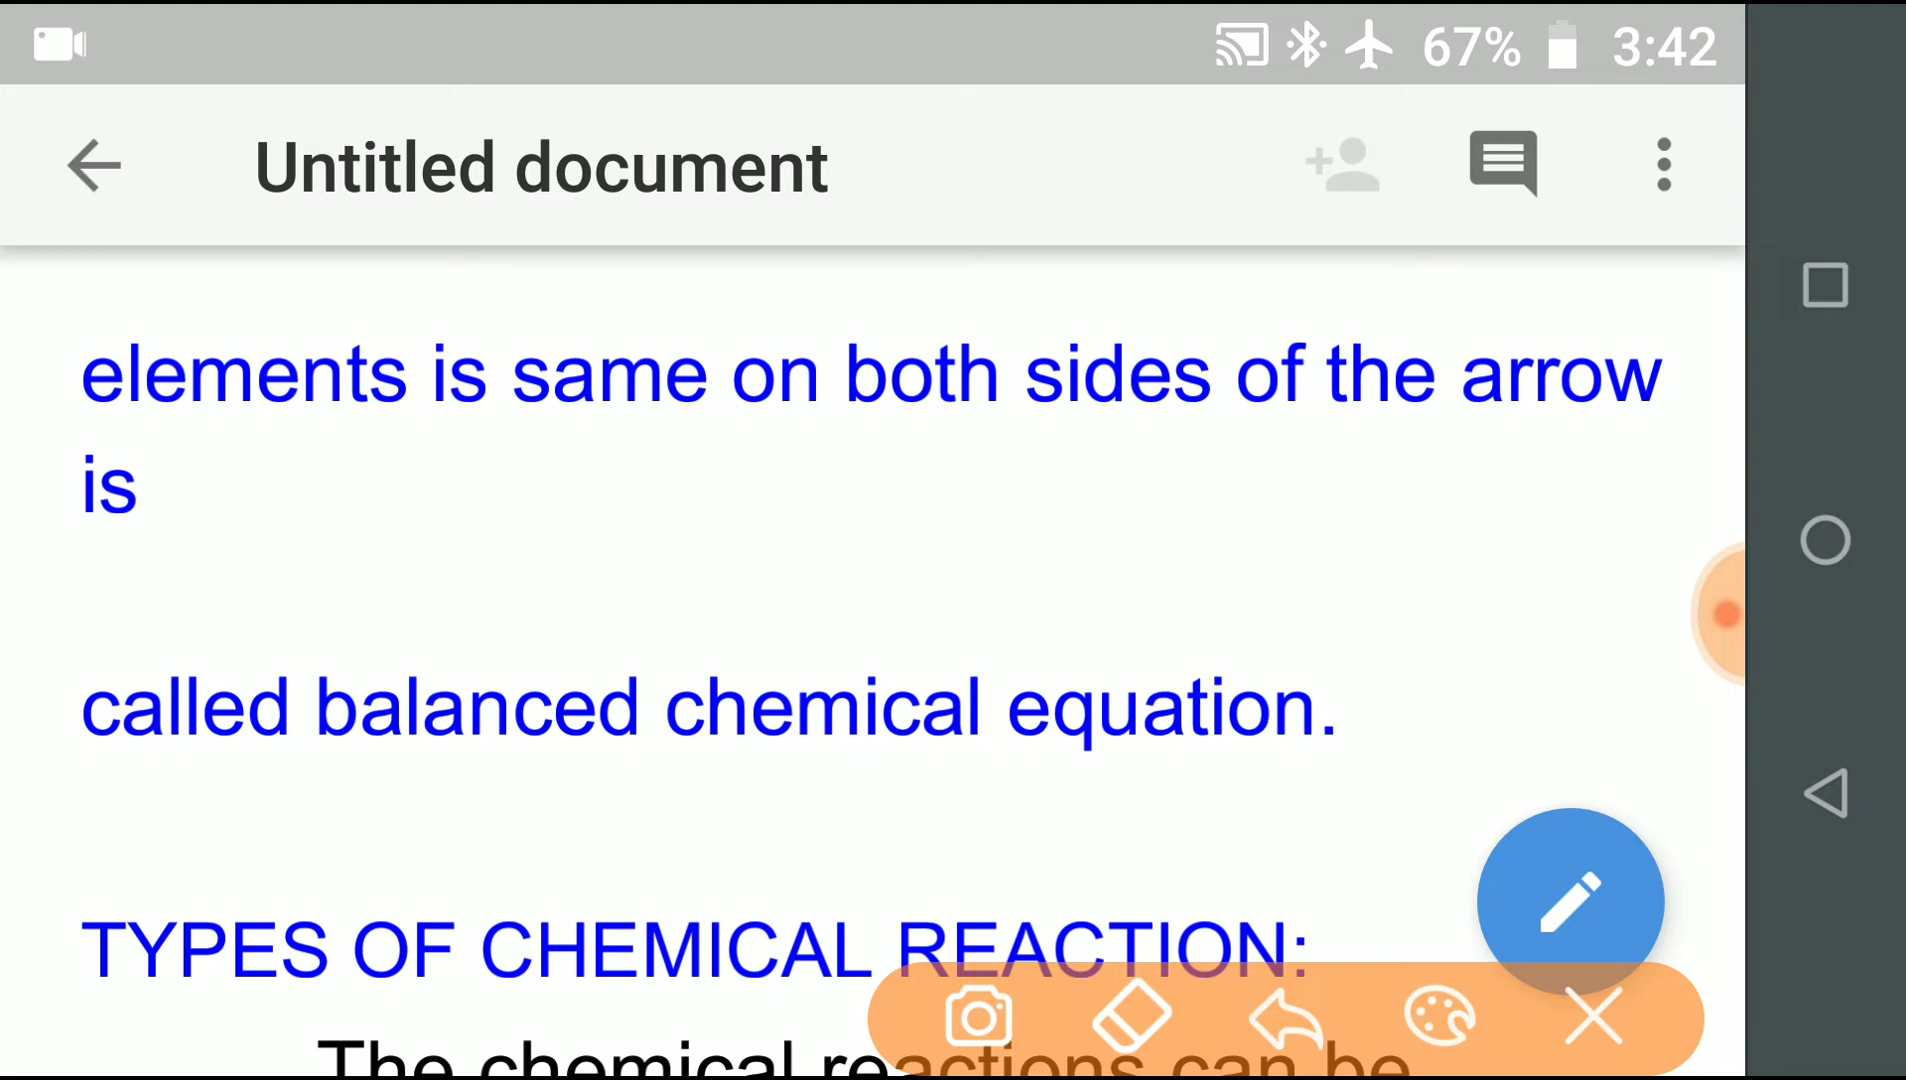 67% 3:42
Untitled document
elements is same on both sides of the arrow
is
called balanced chemical equation.
TYPES OF CHEMICAL REACTION:
The chemical reactions can be